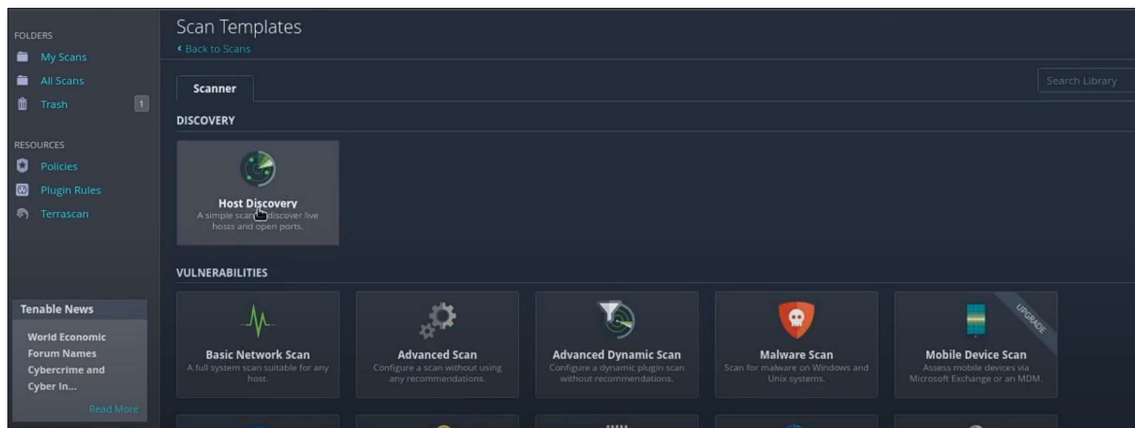 Scan Templates
Back to Scans
FOLDERS
My Scans
All Scans
Trash
1
RESOURCES
Policies
Plugin Rules
Terrascan
Tenable News
World Economic
Forum Names
Cybercrime and
Cyber In...
Read More
Scanner
Search Library
DISCOVERY
Host Discovery
A simple scan discover live
hosts and open ports.
VULNERABILITIES
Basic Network Scan
A full system scan suitable for any
host.
Advanced Scan
Configure a scan without using
any recommendations.
Advanced Dynamic Scan
Configure a dynamic plugin scan
without recommendations.
Malware Scan
Scan for malware on Windows and
Unix systems.
UPGRADE
Mobile Device Scan
Assess mobile devices via
Microsoft Exchange or an MDM.